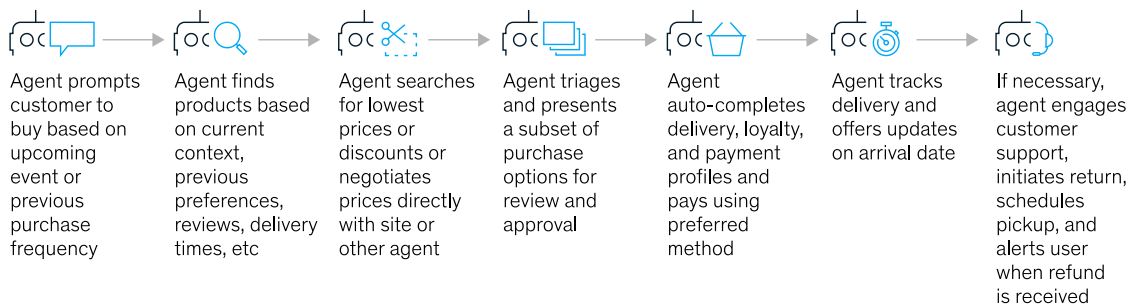 Agent prompts
customer to
buy based on
upcoming
event or
previous
purchase
frequency
Agent finds
products based
on current
context,
previous
preferences,
reviews, delivery
times, etc
Agent searches
for lowest
prices or
discounts or
negotiates
prices directly
with site or
other agent
Agent triages
and presents
a subset of
purchase
options for
review and
approval
Agent
auto-completes
delivery, loyalty,
and payment
profiles and
pays using
preferred
method
Agent tracks
delivery and
offers updates
on arrival date
If necessary,
agent engages
customer
support,
initiates return,
schedules
pickup, and
alerts user
when refund
is received